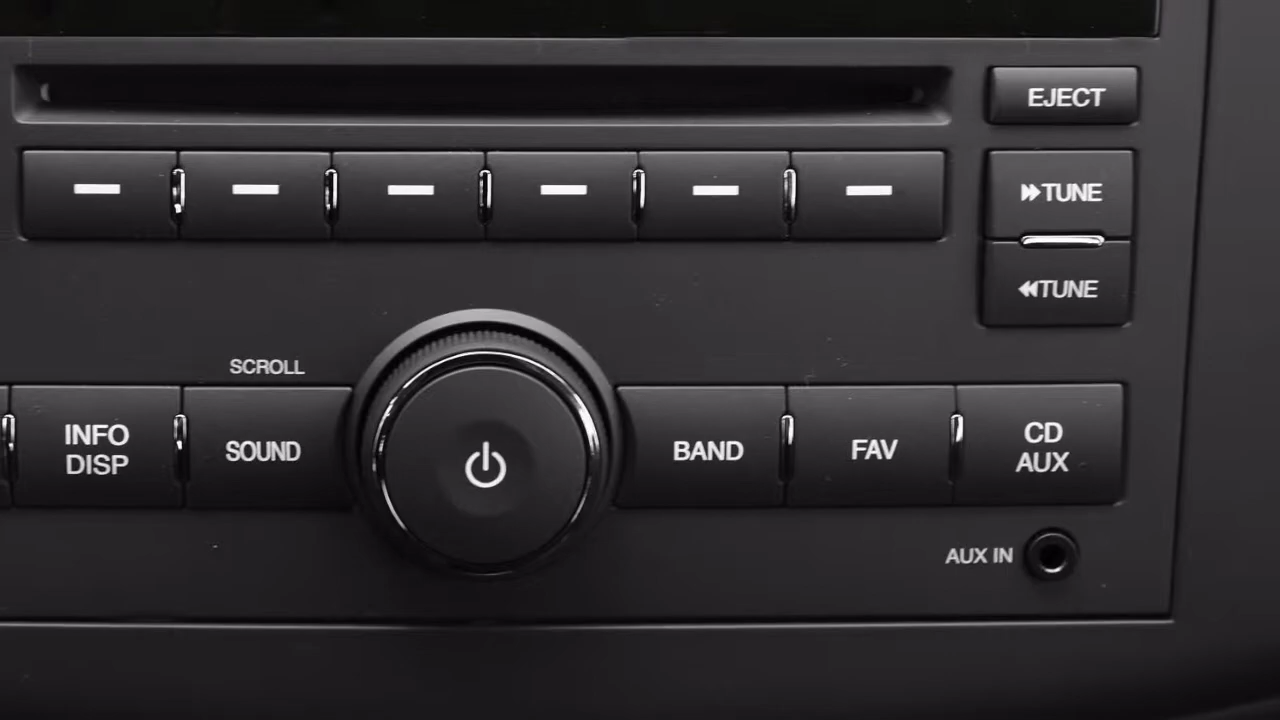 EJECT
TUNE
TUNE
SCROLL
INFO
DISP
SOUND
BAND
FAV
CD
AUX
AUX IN